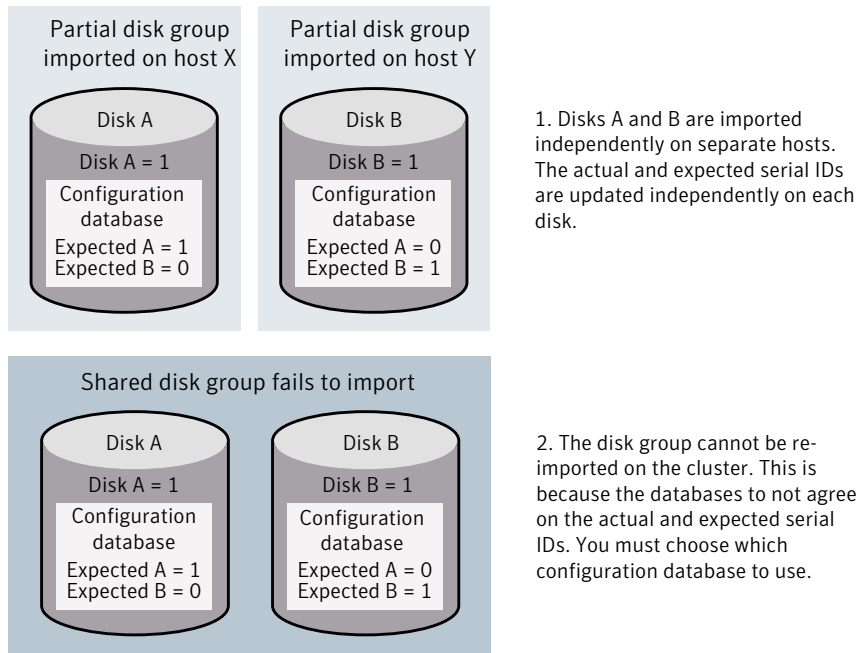 Partial disk group
imported on host X
Disk A
Disk A = 1
Configuration
database
Expected A = 1
Expected B = 0
Partial disk group
imported on host Y
Disk B
Disk B = 1
Configuration
database
Expected A = 0
Expected B = 1
1. Disks A and B are imported
independently on separate hosts.
The actual and expected serial IDs
are updated independently on each
disk.
Shared disk group fails to import
Disk A
Disk A = 1
Configuration
database
Expected A = 1
Expected B = 0
Disk B
Disk B = 1
Configuration
database
Expected A = 0
Expected B = 1
2. The disk group cannot be re-
imported on the cluster. This is
because the databases to not agree
on the actual and expected serial
IDs. You must choose which
configuration database to use.